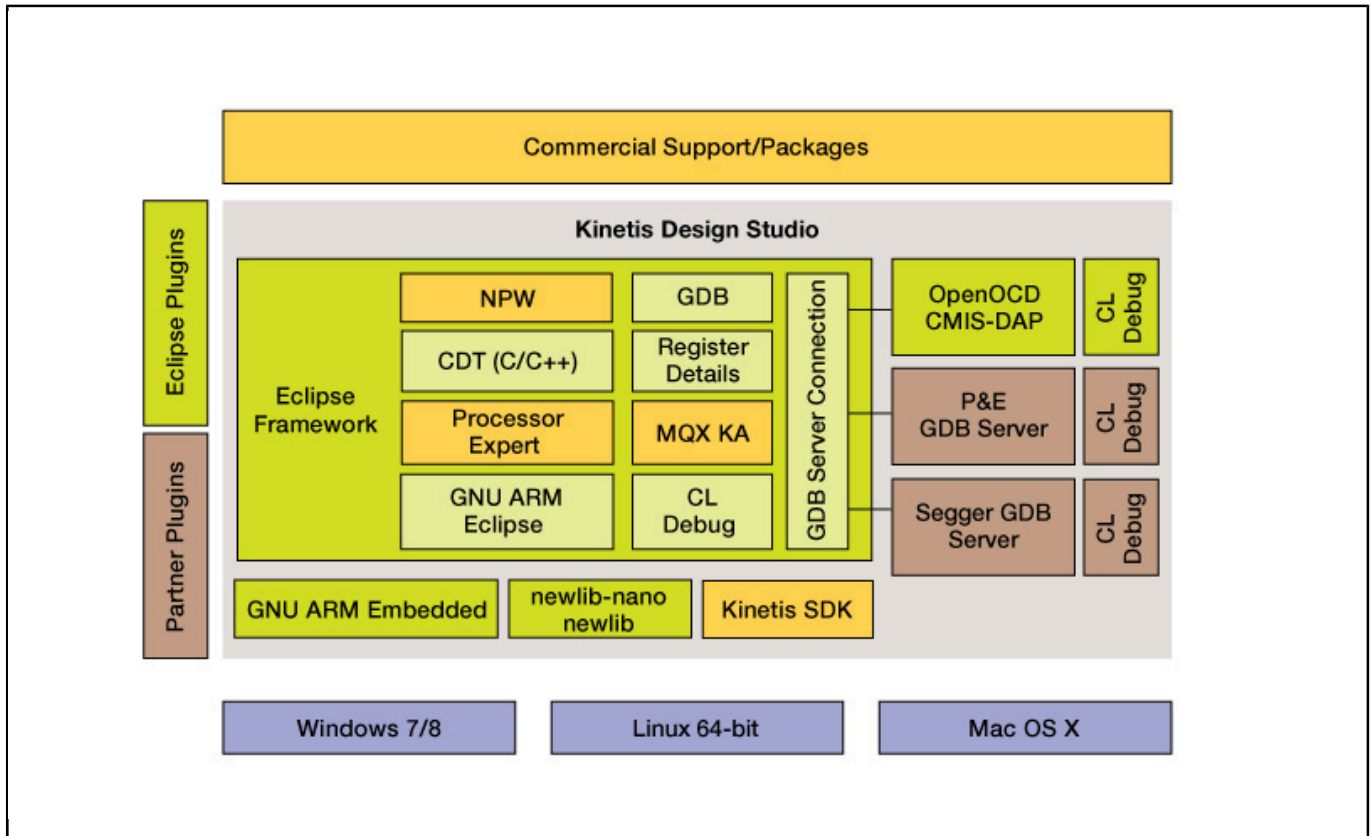 Commercial Support/Packages
Eclipse Plugins
Partner Plugins
Kinetis Design Studio
Eclipse
Framework
NPW
CDT (C/C++)
Processor
Expert
GNU ARM
Eclipse
GDB
Register
Details
MQX KA
CL
Debug
GDB Server Connection
OpenOCD
CMIS-DAP
CL
Debug
P&E
GDB Server
CL
Debug
Segger GDB
Server
CL
Debug
GNU ARM Embedded
newlib-nano
newlib
Kinetis SDK
Windows 7/8
Linux 64-bit
Mac OS X